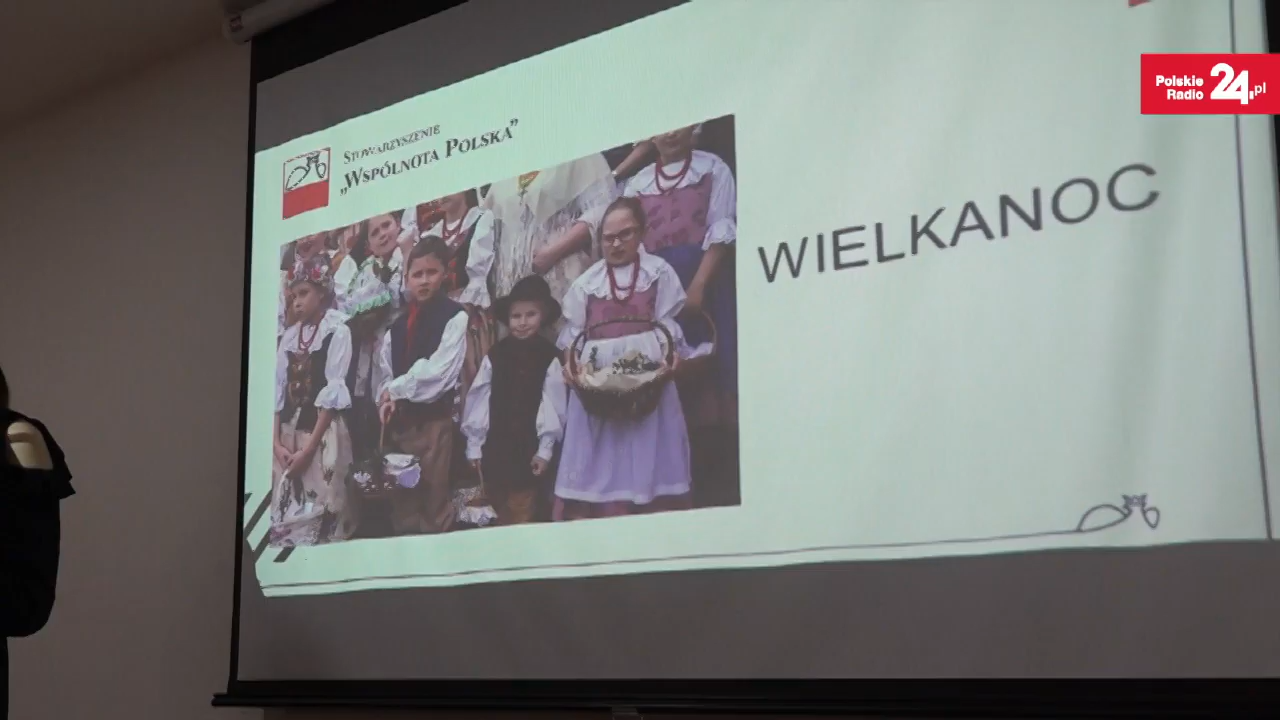 Stowarzyszenie
„Wspólnota Polska”
WIELKANOC
Polskie
Radio
24.pl